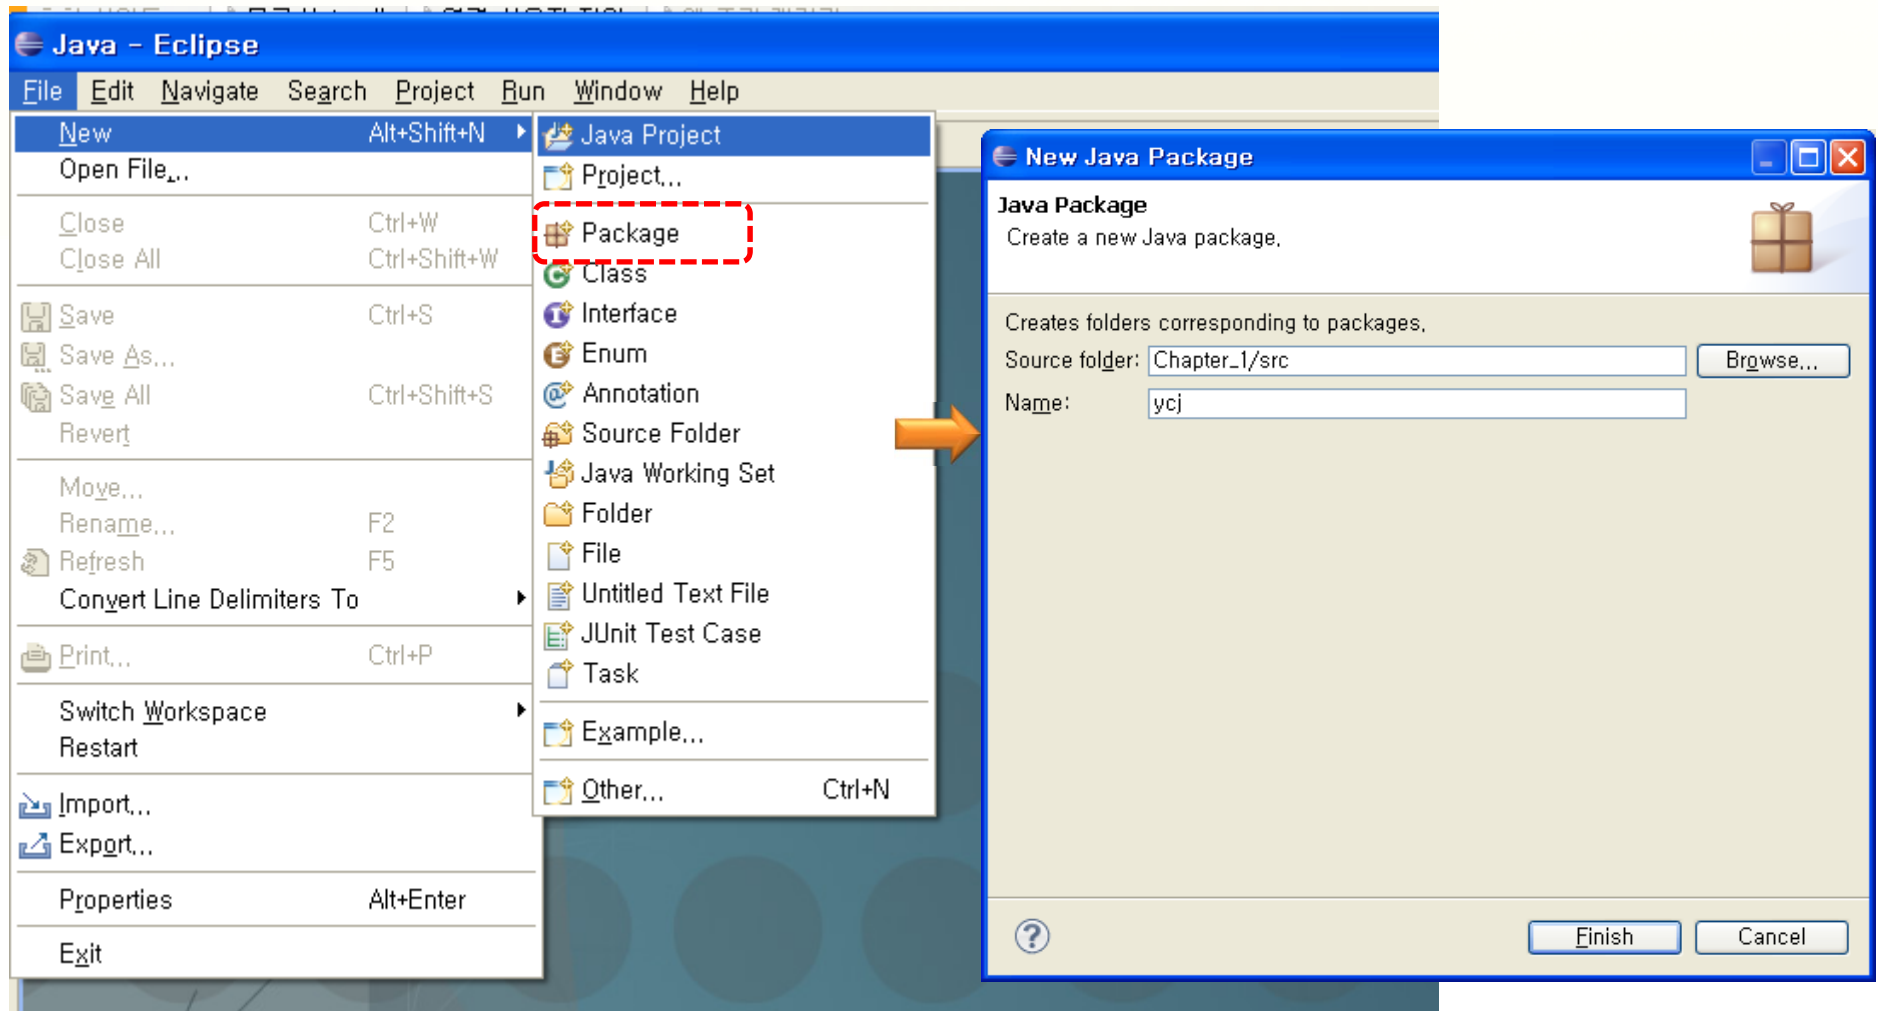 Java - Eclipse
File Edit Navigate Search Project Run Window Help
New Alt+Shift+N
Open File...
Close Ctrl+W
Close All Ctrl+Shift+W
Save Ctrl+S
Save As...
Save All Ctrl+Shift+S
Revert
Move...
Rename... F2
Refresh F5
Convert Line Delimiters To
Print... Ctrl+P
Switch Workspace
Restart
Import...
Export...
Properties Alt+Enter
Exit
Java Project
Project...
Package
Class
Interface
Enum
Annotation
Source Folder
Java Working Set
Folder
File
Untitled Text File
JUnit Test Case
Task
Example...
Other... Ctrl+N
New Java Package
Java Package
Create a new Java package.
Creates folders corresponding to packages.
Source folder: Chapter_1/src Browse...
Name: ycj
Finish Cancel